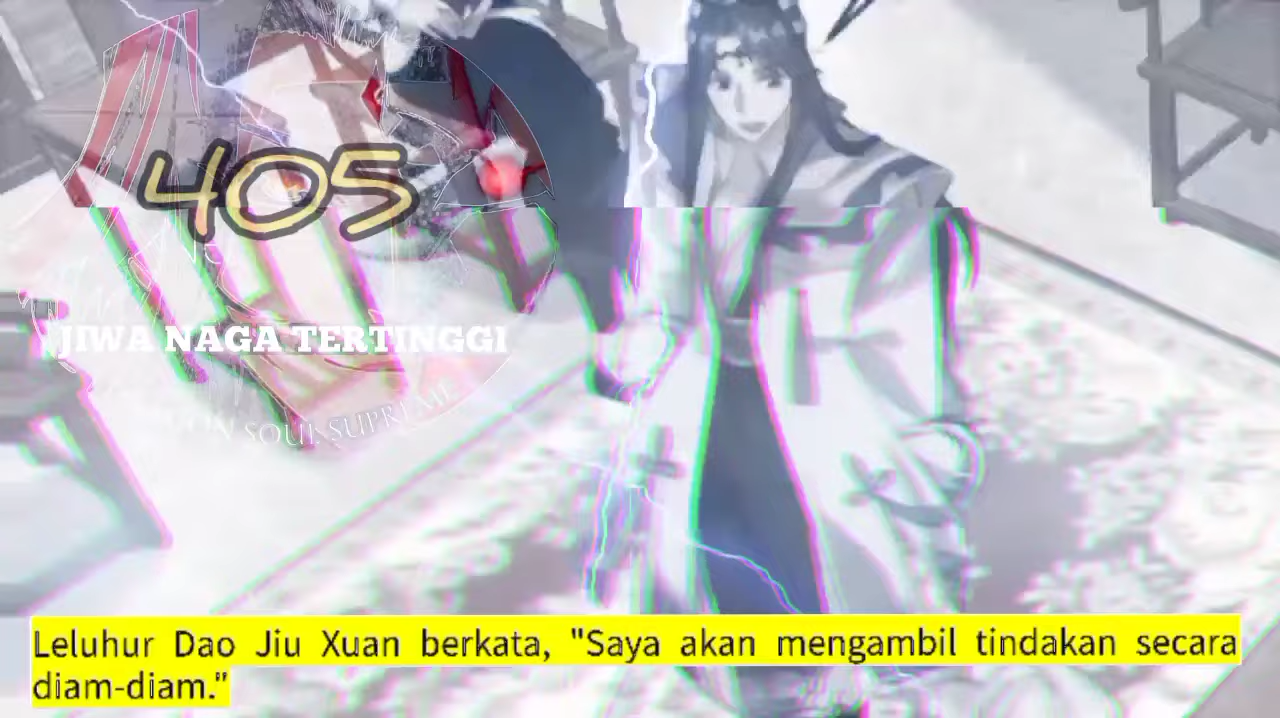 405
JIWA NAGA TERTINGGI
SOUL SUPREME
Leluhur Dao Jiu Xuan berkata, "Saya akan mengambil tindakan secara
diam-diam."